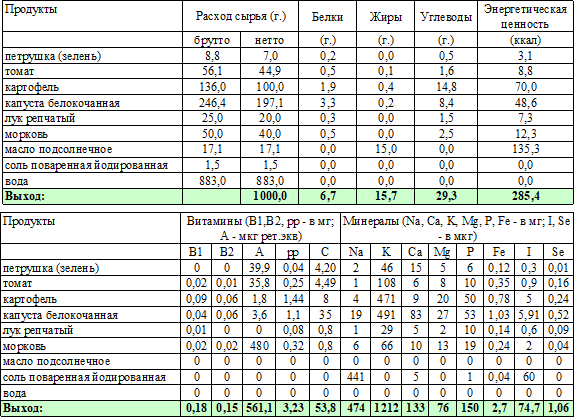 Продукты Расход сырья (г.) Белки Жиры Углеводы Энергетическая ценность
брутто нетто (г.) (г.) (г.) (ккал)
петрушка (зелень) 8,8 7,0 0,2 0,0 0,5 3,1
томат 56,1 44,9 0,5 0,1 1,6 8,8
картофель 136,0 100,0 1,9 0,4 14,8 70,0
капуста белокочанная 246,4 197,1 3,3 0,2 8,4 48,6
лук репчатый 25,0 20,0 0,3 0,0 1,5 7,3
морковь 50,0 40,0 0,5 0,0 2,5 12,3
масло подсолнечное 17,1 17,1 0,0 15,0 0,0 135,3
соль поваренная йодированная 1,5 1,5 0,0 0,0 0,0 0,0
вода 883,0 883,0 0,0 0,0 0,0 0,0
Выход: 1000,0 6,7 15,7 29,3 285,4
Продукты Витамины (В1,В2, рр - в мг; Минералы (Na, Ca, K, Mg, P, Fe - в мг; I, Se
А - мкг рет.экв) - в мкг)
В1 В2 А рр С Na K Ca Mg P Fe I Se
петрушка (зелень) 0 0 39,9 0,04 4,20 2 46 15 5 6 0,12 0,3 0,01
томат 0,02 0,01 35,8 0,25 4,49 1 108 6 8 10 0,35 0,9 0,16
картофель 0,09 0,06 1,8 1,44 8 4 471 9 20 50 0,78 5 0,24
капуста белокочанная 0,04 0,06 3,6 1,1 35 19 491 83 27 53 1,03 5,91 0,52
лук репчатый 0,01 0 0 0,08 0,8 1 29 5 2 10 0,14 0,6 0,09
морковь 0,02 0,02 480 0,32 0,8 6 66 10 13 19 0,24 2 0,04
масло подсолнечное 0 0 0 0 0 0 0 0 0 0 0 0 0
соль поваренная йодированная 0 0 0 0 0 441 0 5 0 1 0,04 60 0
вода 0 0 0 0 0 0 0 0 0 0 0 0 0
Выход: 0,18 0,15 561,1 3,23 53,8 474 1212 133 76 150 2,7 74,7 1,06